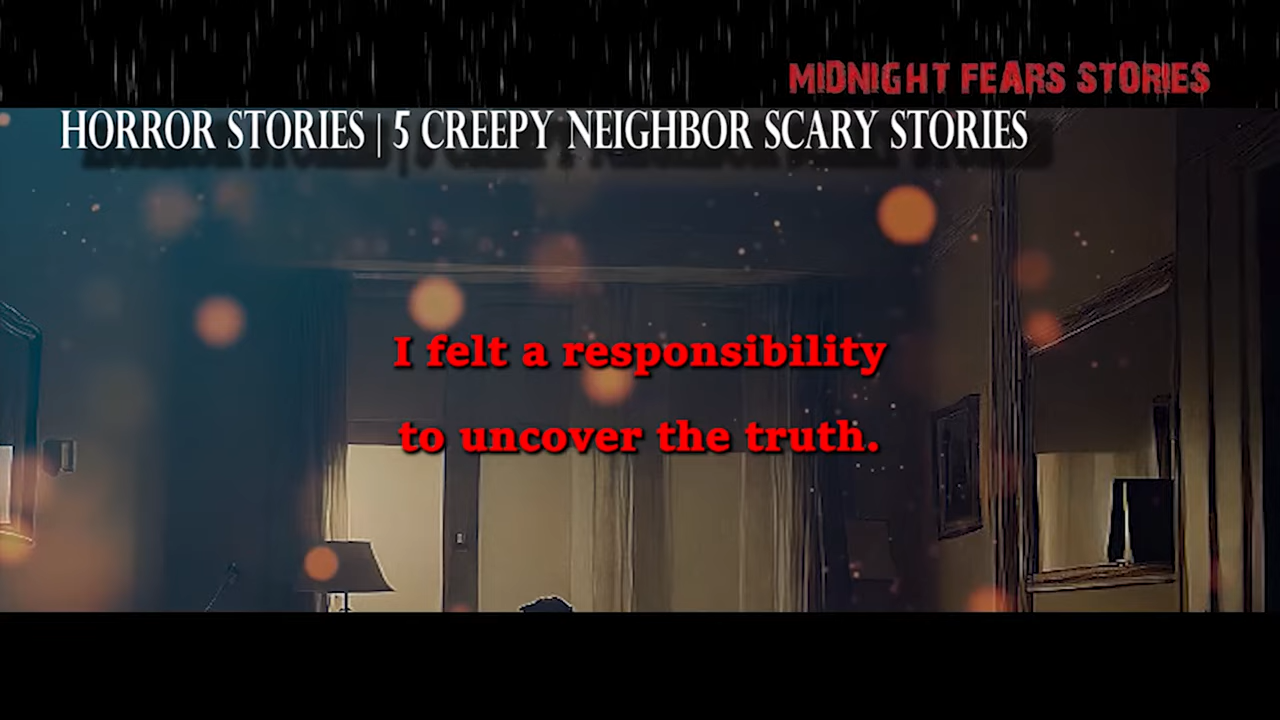 MIDNIGHT FEARS STORIES
HORROR STORIES | 5 CREEPY NEIGHBOR SCARY STORIES
I felt a responsibility
to uncover the truth.